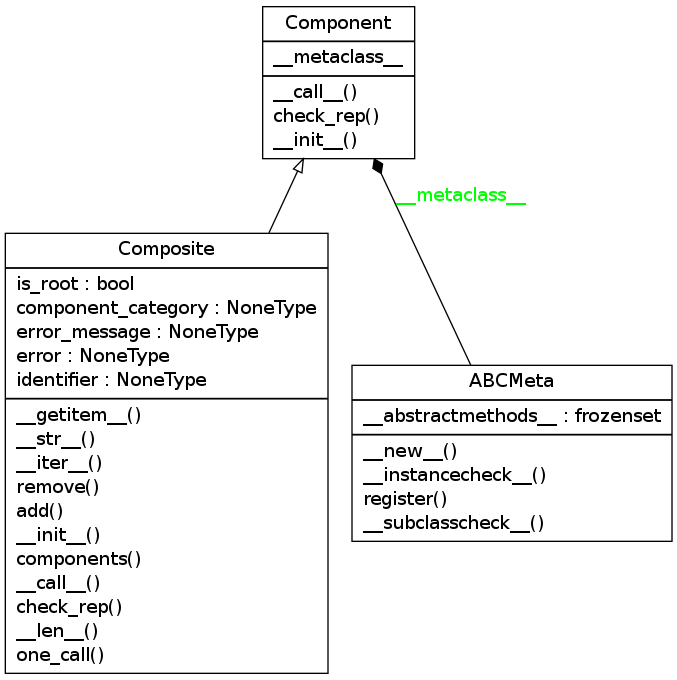 Component
__metaclass__
__call__()
check_rep()
__init__()
__metaclass__
Composite
is_root : bool
component_category : NoneType
error_message : NoneType
error : NoneType
identifier : NoneType
__getitem__()
__str__()
__iter__()
remove()
add()
__init__()
components()
__call__()
check_rep()
__len__()
one_call()
ABCMeta
__abstractmethods__ : frozenset
__new__()
__instancecheck__()
register()
__subclasscheck__()